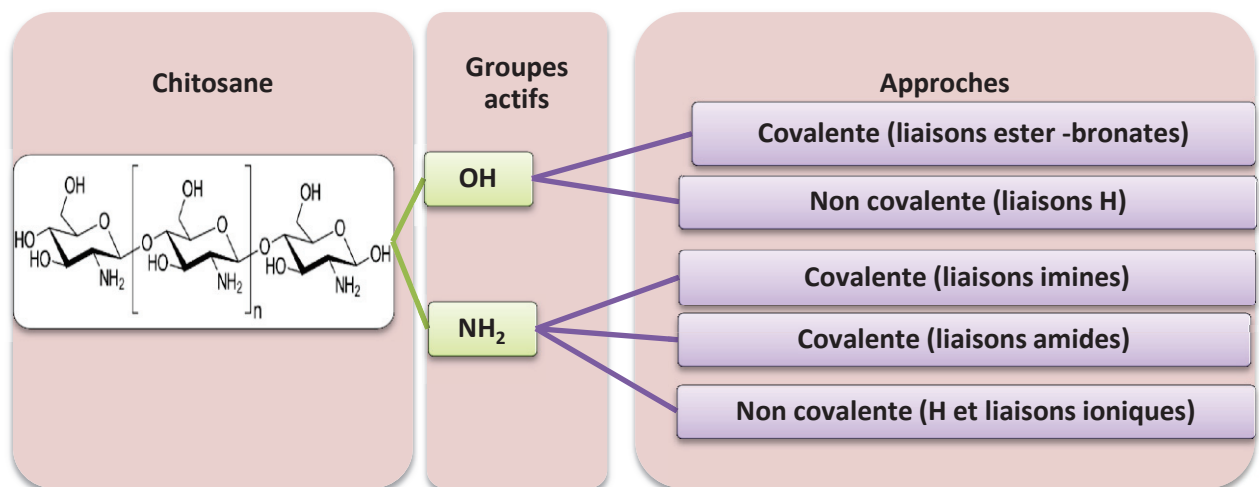 Chitosane
Groupes
actifs
Approches
OH
NH₂
Covalente (liaisons ester -bronates)
Non covalente (liaisons H)
Covalente (liaisons imines)
Covalente (liaisons amides)
Non covalente (H et liaisons ioniques)
OH
OH
OH
O
O
O
HO
O
O
OH
HO
HO
HO
NH₂
NH₂
NH₂
n